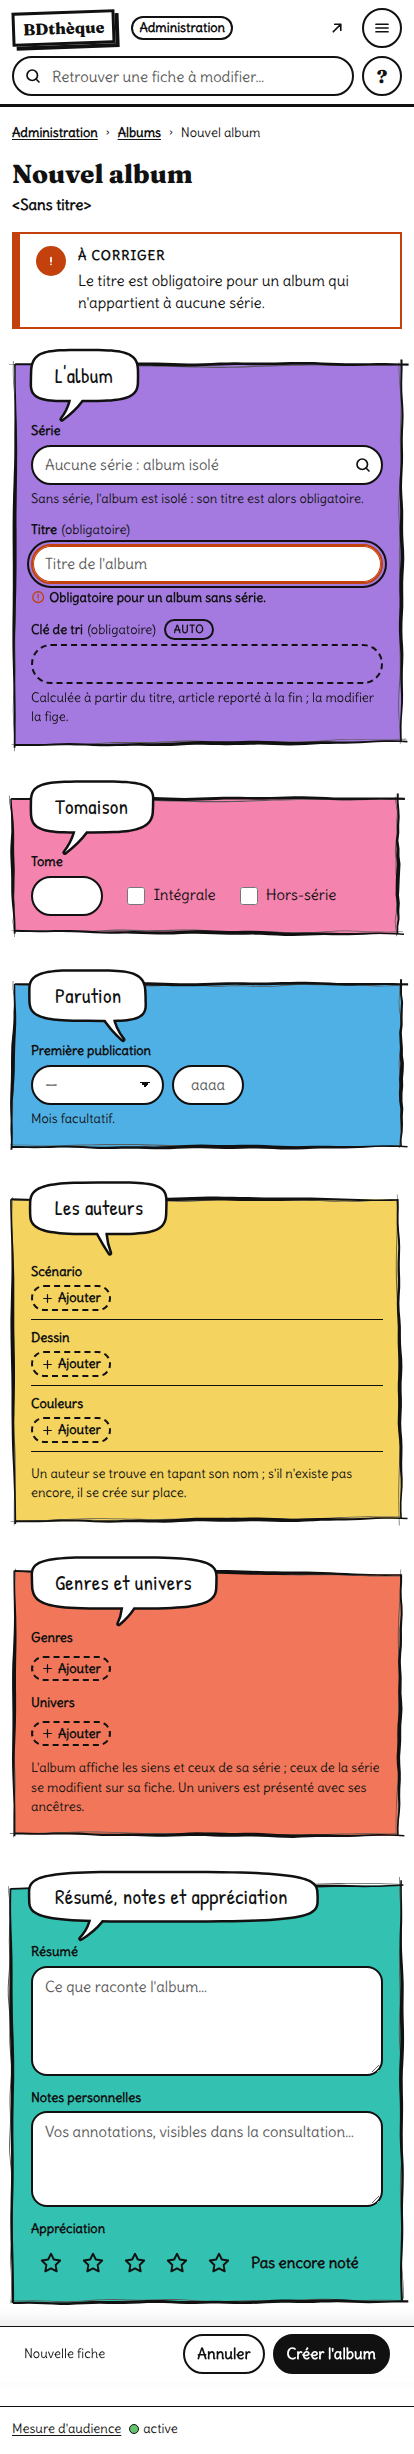 BDthèque
Administration
Retrouver une fiche à modifier...
?
Administration › Albums › Nouvel album
Nouvel album
<Sans titre>
!
À CORRIGER
Le titre est obligatoire pour un album qui
n'appartient à aucune série.
L'album
Série
Aucune série : album isolé
Sans série, l'album est isolé : son titre est alors obligatoire.
Titre (obligatoire)
Titre de l'album
Obligatoire pour un album sans série.
Clé de tri (obligatoire) AUTO
Calculée à partir du titre, article reporté à la fin ; la modifier
la fige.
Tomaison
Tome
Intégrale
Hors-série
Parution
Première publication
—
aaaa
Mois facultatif.
Les auteurs
Scénario
+ Ajouter
Dessin
+ Ajouter
Couleurs
+ Ajouter
Un auteur se trouve en tapant son nom ; s'il n'existe pas
encore, il se crée sur place.
Genres et univers
Genres
+ Ajouter
Univers
+ Ajouter
L'album affiche les siens et ceux de sa série ; ceux de la série
se modifient sur sa fiche. Un univers est présenté avec ses
ancêtres.
Résumé, notes et appréciation
Résumé
Ce que raconte l'album...
Notes personnelles
Vos annotations, visibles dans la consultation...
Appréciation
Pas encore noté
Nouvelle fiche
Annuler
Créer l'album
Mesure d'audience
active